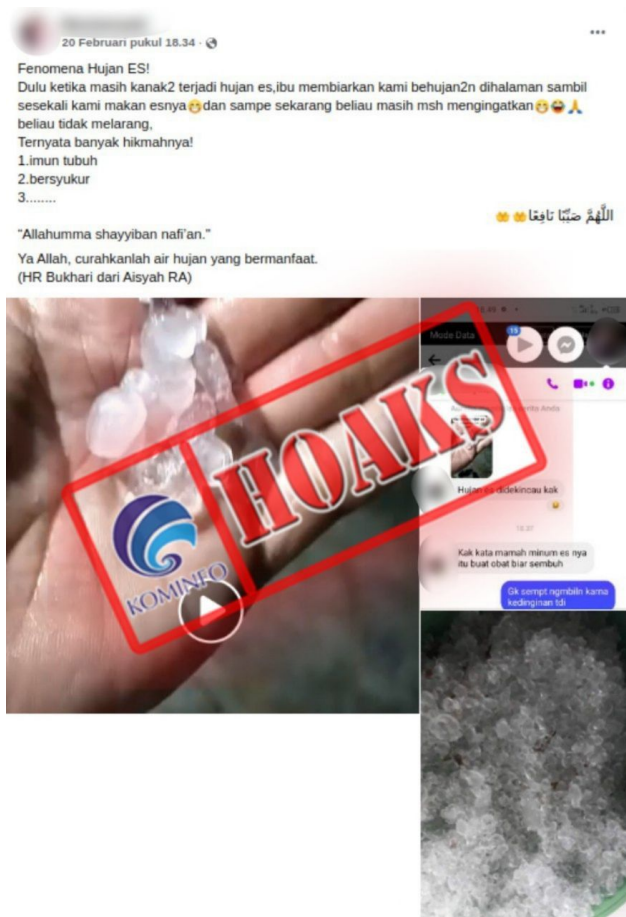 20 Februari pukul 18.34 ·
Fenomena Hujan ES!
Dulu ketika masih kanak2 terjadi hujan es,ibu membiarkan kami behujan2n dihalaman sambil
sesekali kami makan esnya😁dan sampe sekarang beliau masih msh mengingatkan😁😂🙏
beliau tidak melarang,
Ternyata banyak hikmahnya!
1.imun tubuh
2.bersyukur
3........
اللَّهُمَّ صَيِّبًا نَافِعًا🤲🤲
“Allahumma shayyiban nafi’an.”
Ya Allah, curahkanlah air hujan yang bermanfaat.
(HR Bukhari dari Aisyah RA)
HOAKS
KOMINFO
Mode Data
15
Hujan es didekincau kak
18.37
Kak kata mamah minum es nya
itu buat obat biar sembuh
Gk sempt ngmbiln karna
kedinginan tdi